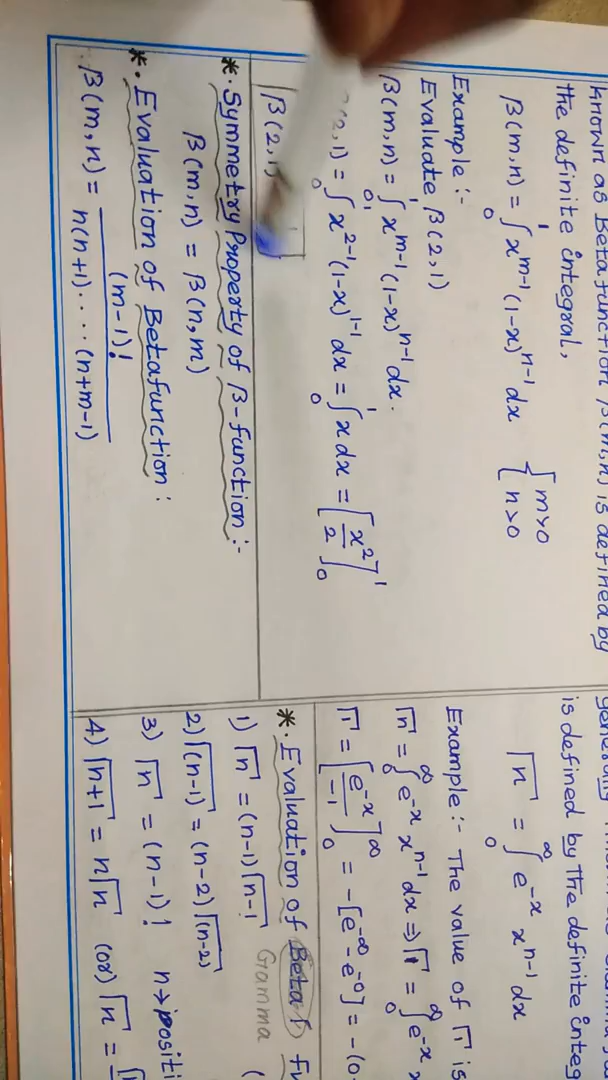 known as Beta function β(m,n) is defined by
the definite integral,
β(m,n) = ∫₀¹ x^{m-1} (1-x)^{n-1} dx { m>0 n>0
Example :-
Evaluate β(2,1)
β(m,n) = ∫₀¹ x^{m-1} (1-x)^{n-1} dx.
(2,1) = ∫₀¹ x^{2-1} (1-x)^{1-1} dx = ∫₀¹ x dx = [x²/2]₀¹
β(2,1)
*. Symmetry Property of β-function :-
β(m,n) = β(n,m)
*. Evaluation of Betafunction :
β(m,n) = (m-1)! / n(n+1)....(n+m-1)
is defined by the definite integ
Γn = ∫₀^∞ e^{-x} x^{n-1} dx
Example :- The value of Γ1 is
Γn = ∫₀^∞ e^{-x} x^{n-1} dx ⇒ Γ1 = ∫₀^∞ e^{-x}
Γ1 = [e^{-x}/-1]₀^∞ = -[e^{-∞} - e^{-0}] = -(0-
*. Evaluation of Beta
Gamma
1) Γn = (n-1) Γn-1
2) Γ(n-1) = (n-2) Γ(n-2)
3) Γn = (n-1)! n→positi
4) Γn+1 = nΓn (or) Γn =